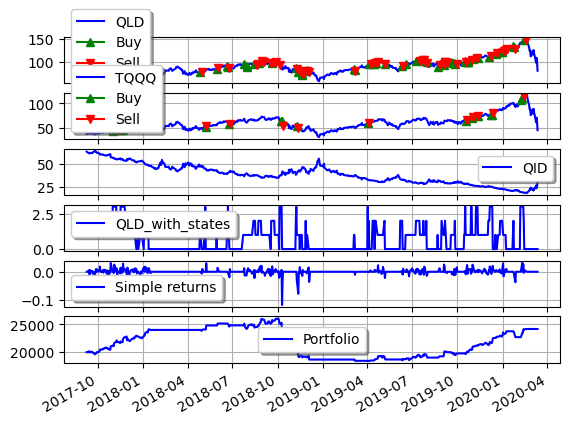 QLD
Buy
Sell
150
100
TQQQ
Buy
Sell
100
50
50
25
QID
2.5
0.0
QLD_with_states
0.0
−0.1
Simple returns
25000
20000
Portfolio
2017-10
2018-01
2018-04
2018-07
2018-10
2019-01
2019-04
2019-07
2019-10
2020-01
2020-04